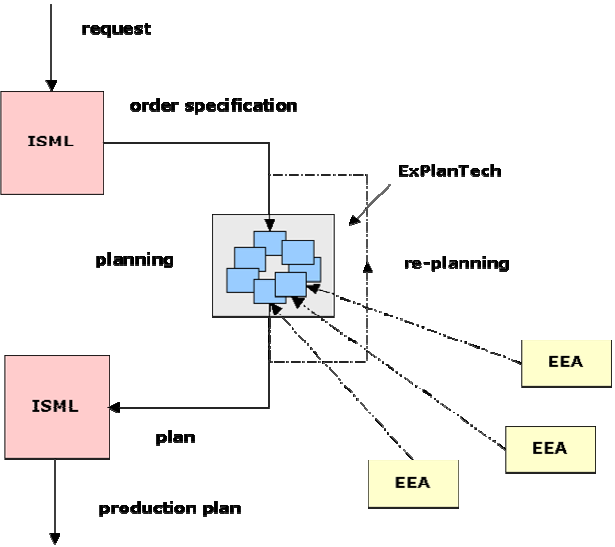 request
order specification
ISML
ExPlanTech
planning
re-planning
EEA
ISML
plan
EEA
EEA
production plan